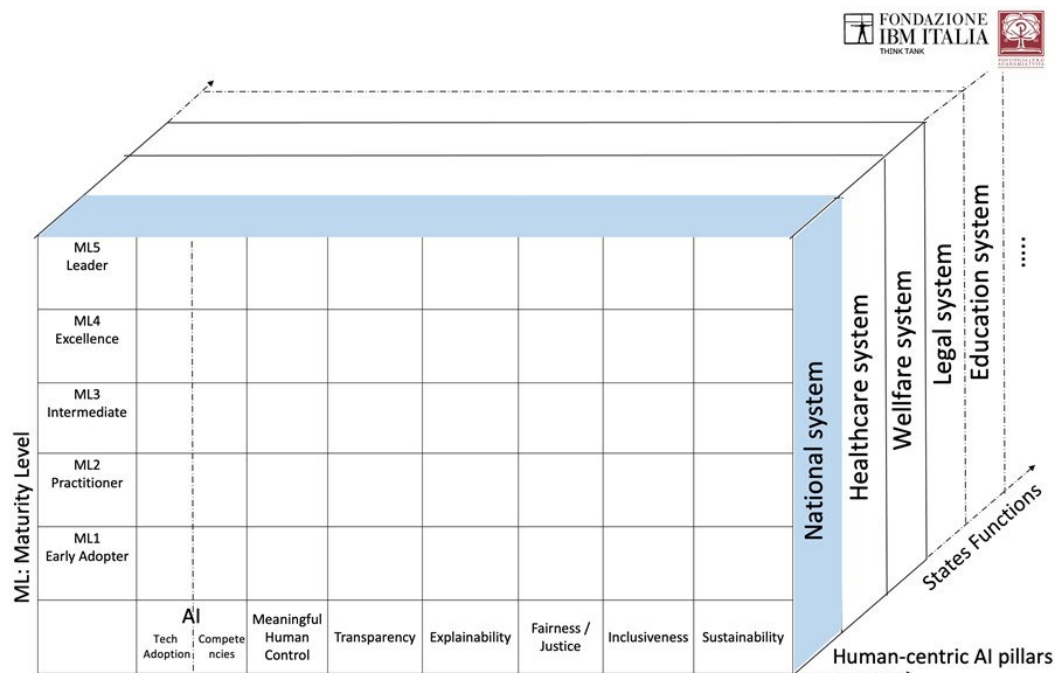 FONDAZIONE
IBM ITALIA
THINK TANK
ML5
Leader
ML4
Excellence
ML3
Intermediate
ML2
Practitioner
ML1
Early Adopter
ML: Maturity Level
AI
Tech
Adoption
Compete
ncies
Meaningful
Human
Control
Transparency
Explainability
Fairness /
Justice
Inclusiveness
Sustainability
National system
Healthcare system
Wellfare system
Legal system
Education system
.....
States Functions
Human-centric AI pillars